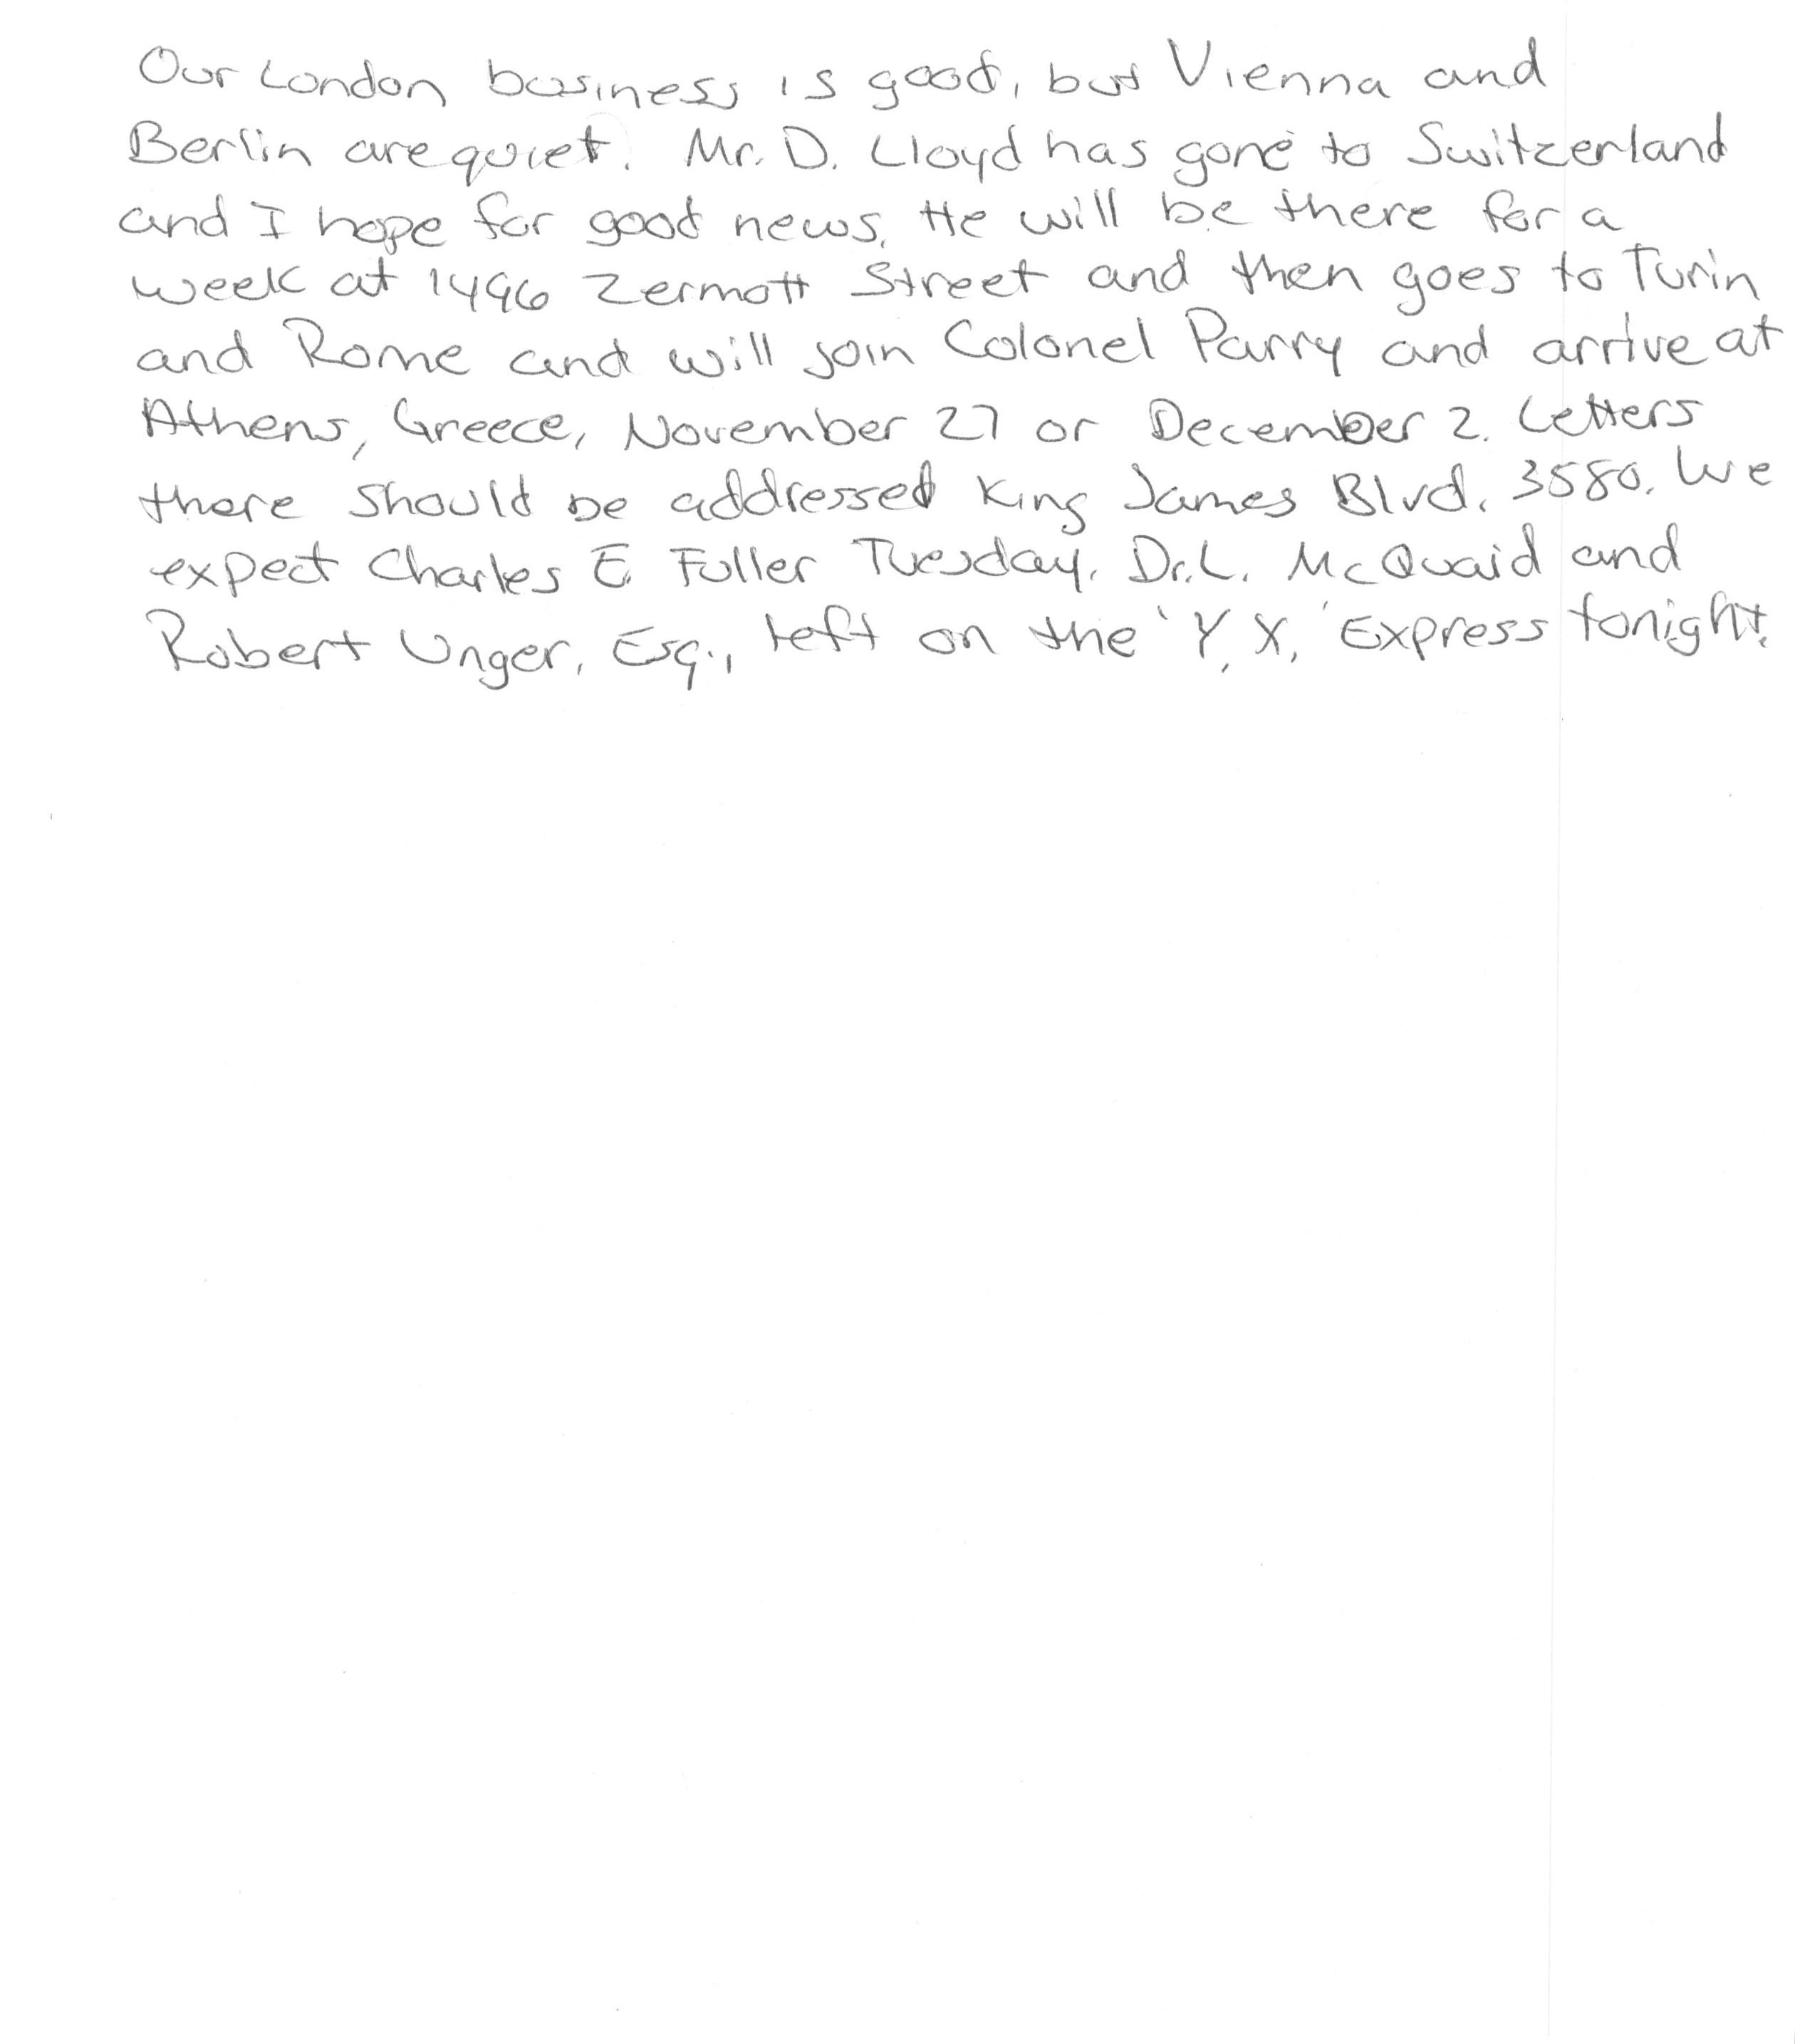 Our London business is good, but Vienna and
Berlin are quiet. Mr. D. Lloyd has gone to Switzerland
and I hope for good news. He will be there for a
week at 1496 Zermott Street and then goes to Turin
and Rome and will join Colonel Parry and arrive at
Athens, Greece, November 27 or December 2. Letters
there should be addressed King James Blvd. 3580. We
expect Charles E. Fuller Tuesday. Dr. L. McQuaid and
Robert Unger, Esq., left on the 'Y. X.' Express tonight.